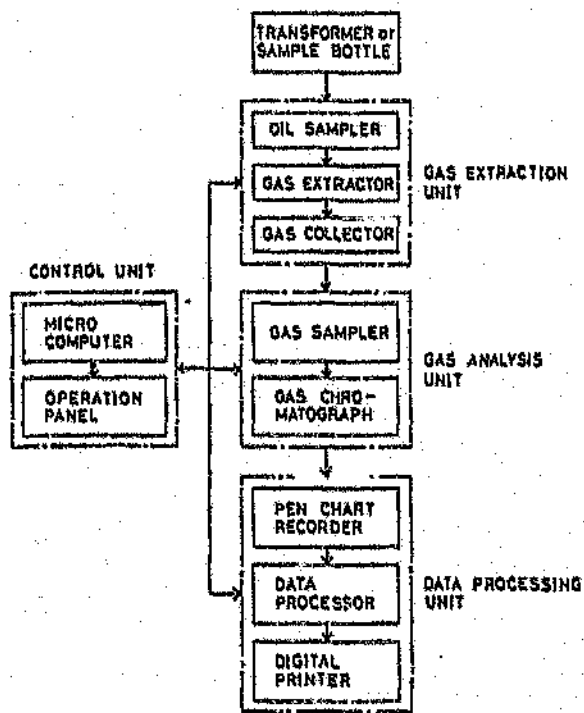 TRANSFORMER or
SAMPLE BOTTLE
OIL SAMPLER
GAS EXTRACTOR
GAS COLLECTOR
GAS EXTRACTION
UNIT
CONTROL UNIT
MICRO
COMPUTER
OPERATION
PANEL
GAS SAMPLER
GAS CHRO-
MATOGRAPH
GAS ANALYSIS
UNIT
PEN CHART
RECORDER
DATA
PROCESSOR
DIGITAL
PRINTER
DATA PROCESSING
UNIT